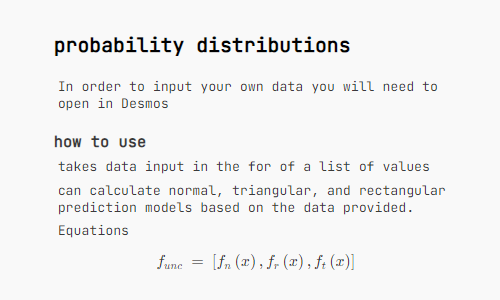 probability distributions
In order to input your own data you will need to
open in Desmos
how to use
takes data input in the for of a list of values
can calculate normal, triangular, and rectangular
prediction models based on the data provided.
Equations
f_{unc} = [f_n(x), f_r(x), f_t(x)]